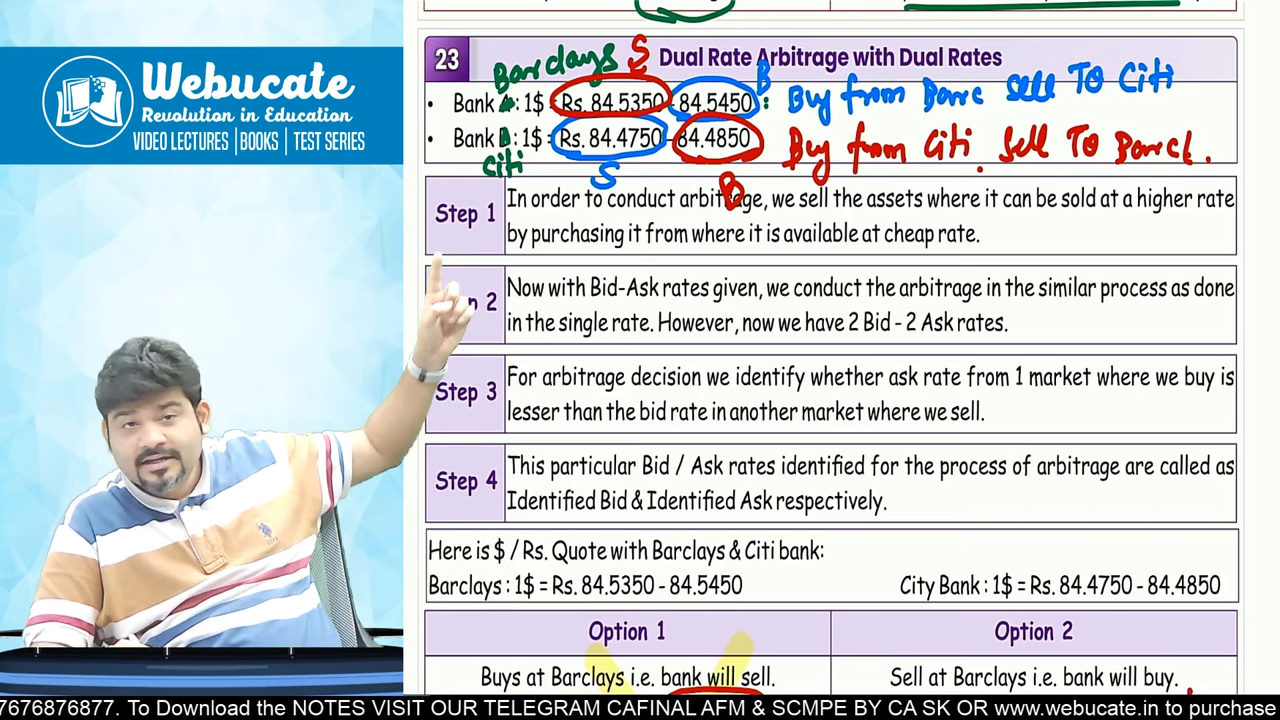 Webucate
Revolution in Education
VIDEO LECTURES | BOOKS | TEST SERIES
23 Dual Rate Arbitrage with Dual Rates
Barclays S B
• Bank A: 1$ = Rs. 84.5350 - 84.5450 : Buy from Barc Sell To Citi
• Bank B: 1$ = Rs. 84.4750 - 84.4850 Buy from Citi. Sell To Barcl.
Citi S B
Step 1 In order to conduct arbitrage, we sell the assets where it can be sold at a higher rate
by purchasing it from where it is available at cheap rate.
2 Now with Bid-Ask rates given, we conduct the arbitrage in the similar process as done
in the single rate. However, now we have 2 Bid - 2 Ask rates.
Step 3 For arbitrage decision we identify whether ask rate from 1 market where we buy is
lesser than the bid rate in another market where we sell.
Step 4 This particular Bid / Ask rates identified for the process of arbitrage are called as
Identified Bid & Identified Ask respectively.
Here is $ / Rs. Quote with Barclays & Citi bank:
Barclays : 1$ = Rs. 84.5350 - 84.5450 City Bank : 1$ = Rs. 84.4750 - 84.4850
Option 1 Option 2
Buys at Barclays i.e. bank will sell. Sell at Barclays i.e. bank will buy.
7676876877. To Download the NOTES VISIT OUR TELEGRAM CAFINAL AFM & SCMPE BY CA SK OR www.webucate.in to purchase